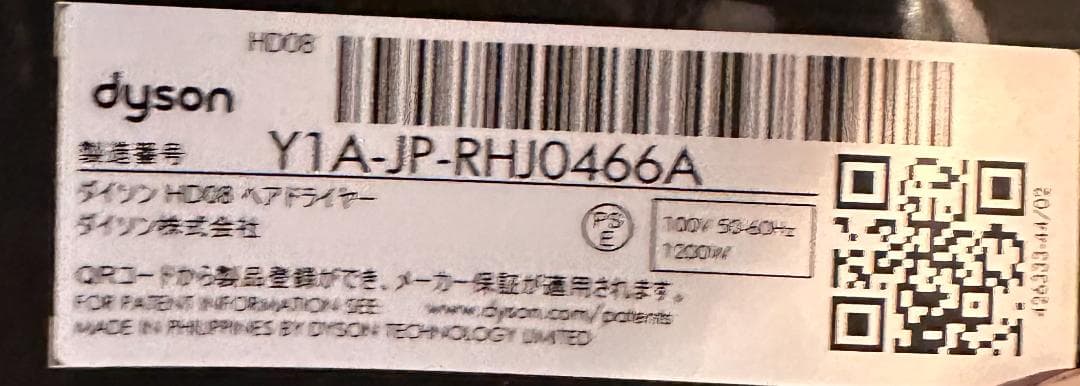 HD08
dyson
製造番号 Y1A-JP-RHJ0466A
ダイソン HD08 ヘアドライヤー
ダイソン株式会社
PS
E
100V 50-60Hz
1200W
QRコードから製品登録ができ、メーカー保証が適用されます。
FOR PATENT INFORMATION SEE: www.dyson.com/patents
MADE IN PHILIPPINES BY DYSON TECHNOLOGY LIMITED